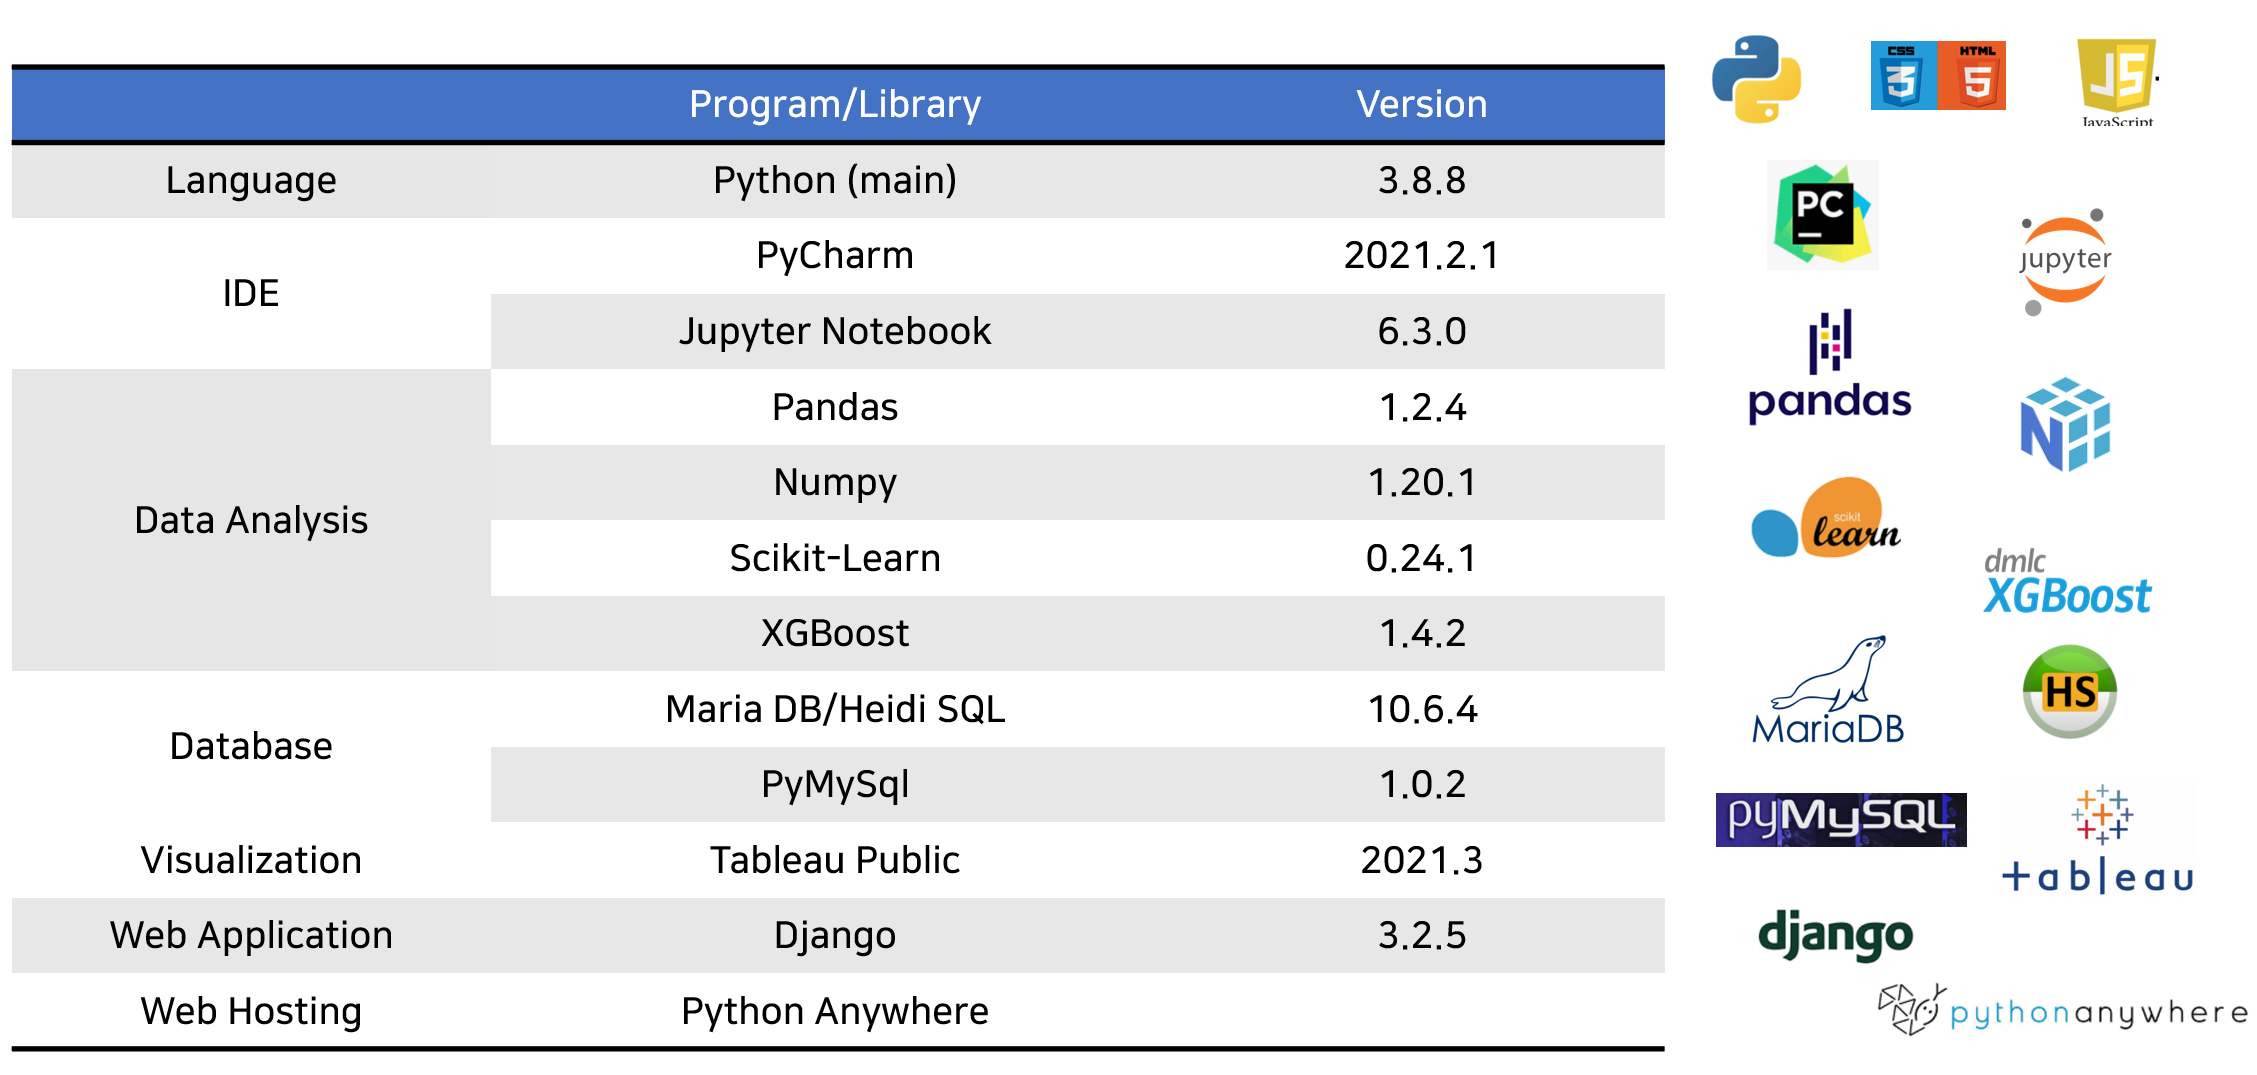 Program/Library Version
Language Python (main) 3.8.8
IDE PyCharm 2021.2.1
Jupyter Notebook 6.3.0
Data Analysis Pandas 1.2.4
Numpy 1.20.1
Scikit-Learn 0.24.1
XGBoost 1.4.2
Database Maria DB/Heidi SQL 10.6.4
PyMySql 1.0.2
Visualization Tableau Public 2021.3
Web Application Django 3.2.5
Web Hosting Python Anywhere
CSS HTML
3 5 JS
JavaScript
PC
jupyter
pandas
N
scikit
learn
dmlc
XGBoost
HS
MariaDB
pyMySQL
+ableau
django
pythonanywhere